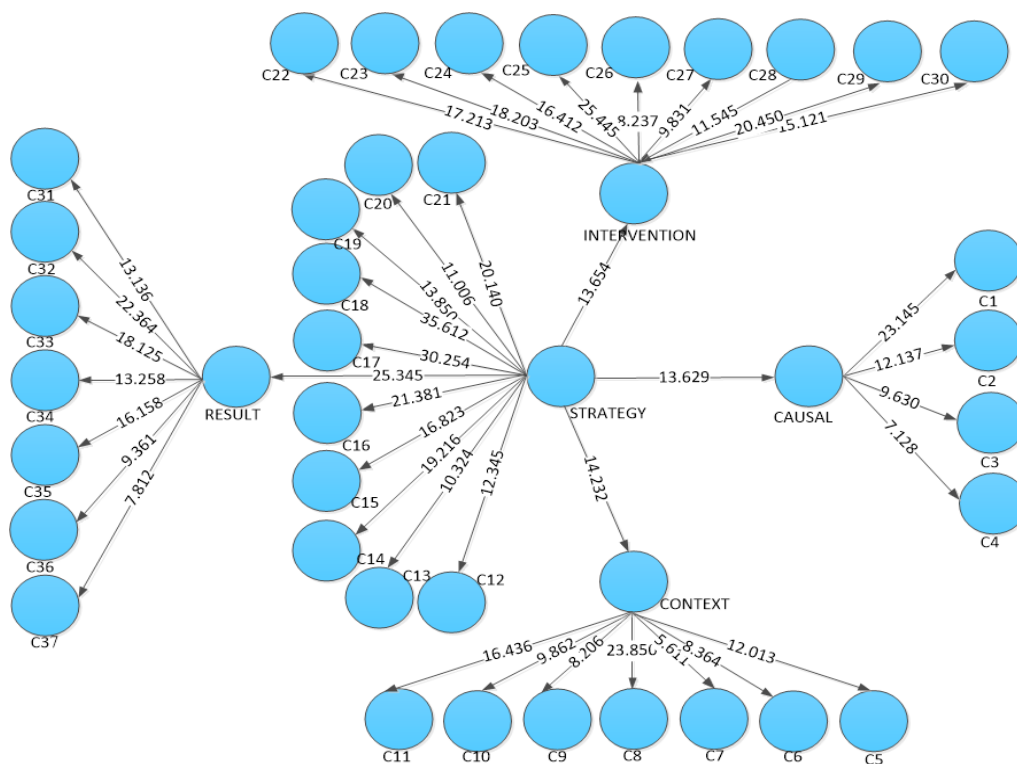 C22
C23
C24
C25
C26
C27
C28
C29
C30
17.213
18.203
16.412
25.445
8.237
9.831
11.545
20.450
15.121
INTERVENTION
C31
C32
C33
C34
C35
C36
C37
13.136
22.364
18.125
13.258
16.158
9.361
7.812
RESULT
25.345
C21
C20
C19
C18
C17
C16
C15
C14
C13
C12
20.140
11.006
13.850
35.612
30.254
21.381
16.823
19.216
10.324
12.345
STRATEGY
13.654
13.629
14.232
CAUSAL
23.145
12.137
9.630
7.128
C1
C2
C3
C4
CONTEXT
16.436
9.862
8.206
23.850
5.611
8.364
12.013
C11
C10
C9
C8
C7
C6
C5